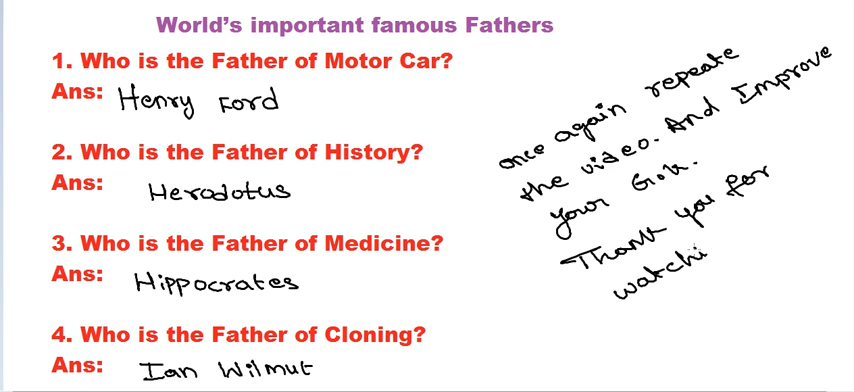 World's important famous Fathers
1. Who is the Father of Motor Car?
Ans: Henry Ford
2. Who is the Father of History?
Ans: Herodotus
3. Who is the Father of Medicine?
Ans: Hippocrates
4. Who is the Father of Cloning?
Ans: Ian Wilmut
once again repeate
the video. And Improve
your G.K.
Thank you for
watchi